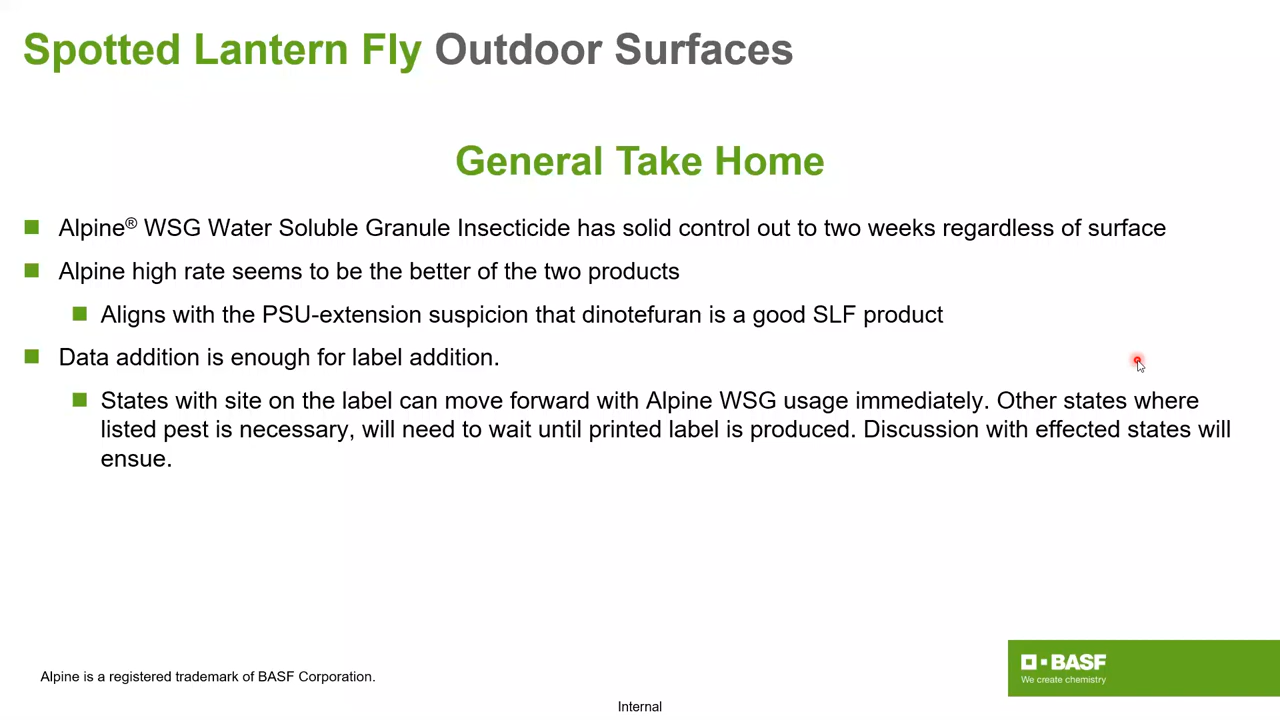 Spotted Lantern Fly Outdoor Surfaces
General Take Home
Alpine® WSG Water Soluble Granule Insecticide has solid control out to two weeks regardless of surface
Alpine high rate seems to be the better of the two products
Aligns with the PSU-extension suspicion that dinotefuran is a good SLF product
Data addition is enough for label addition.
States with site on the label can move forward with Alpine WSG usage immediately. Other states where
listed pest is necessary, will need to wait until printed label is produced. Discussion with effected states will
ensue.
Alpine is a registered trademark of BASF Corporation.
BASF
We create chemistry
Internal